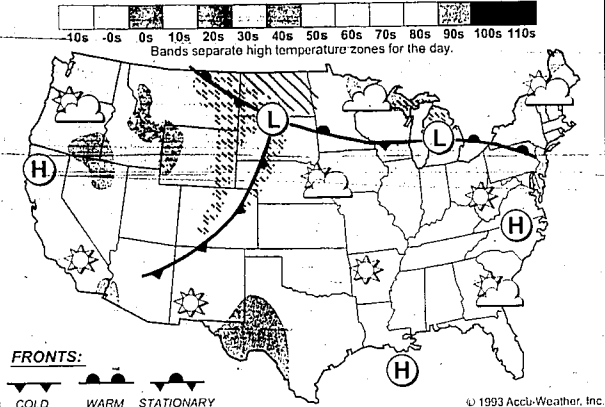 -10s -0s 0s 10s 20s 30s 40s 50s 60s 70s 80s 90s 100s 110s
Bands separate high temperature zones for the day.
L
L
H
H
H
FRONTS:
COLD WARM STATIONARY
© 1993 Accu-Weather, Inc.